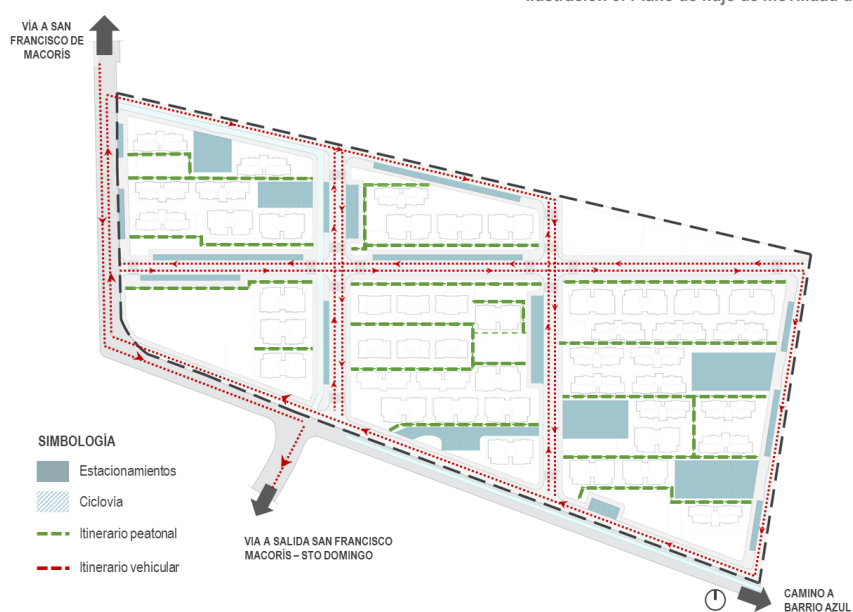 VÍA A SAN
FRANCISCO DE
MACORÍS
SIMBOLOGÍA
Estacionamientos
Ciclovia
Itinerario peatonal
Itinerario vehicular
VIA A SALIDA SAN FRANCISCO
MACORÍS – STO DOMINGO
CAMINO A
BARRIO AZUL